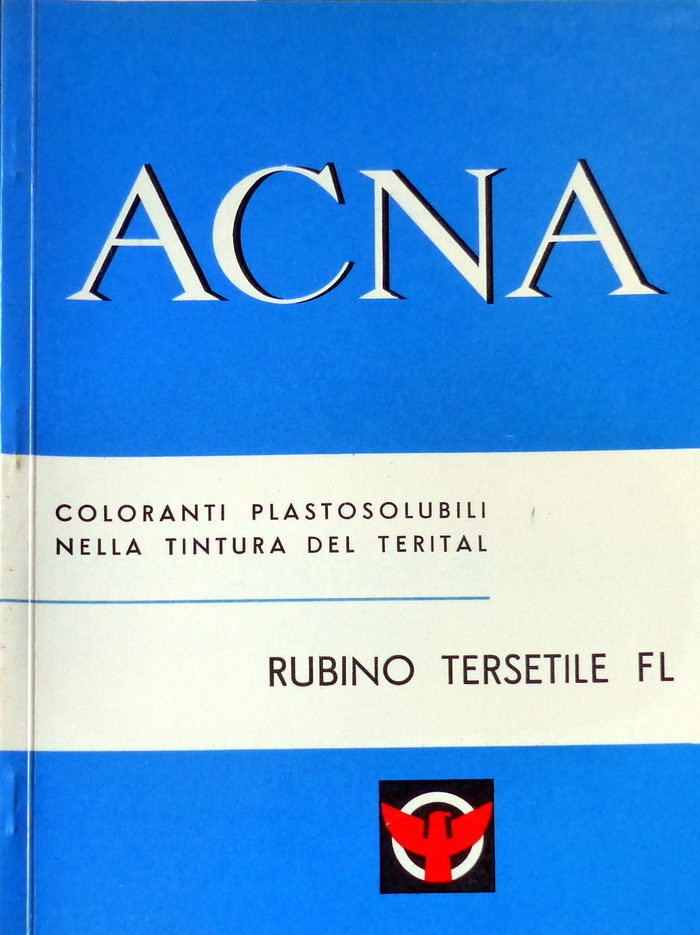 ACNA
COLORANTI PLASTOSOLUBILI
NELLA TINTURA DEL TERITAL
RUBINO TERSETILE FL